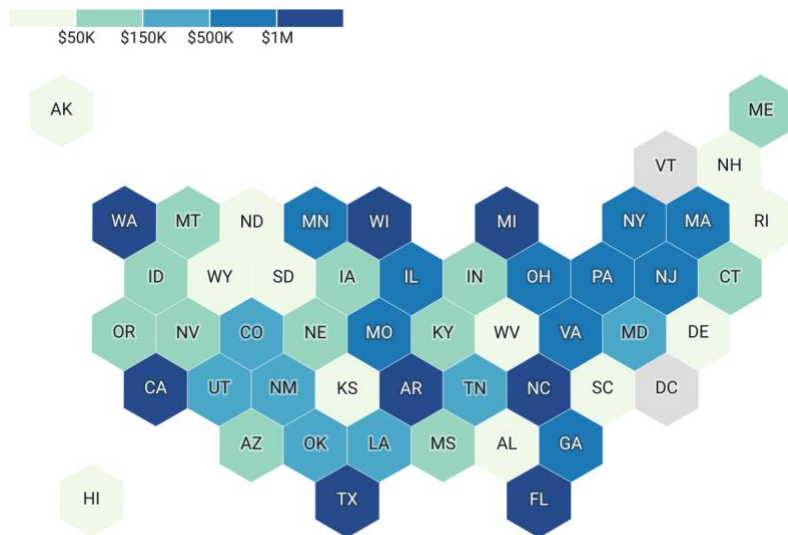 $50K $150K $500K $1M
AK ME
VT NH
WA MT ND MN WI MI NY MA RI
ID WY SD IA IL IN OH PA NJ CT
OR NV CO NE MO KY WV VA MD DE
CA UT NM KS AR TN NC SC DC
AZ OK LA MS AL GA
HI TX FL